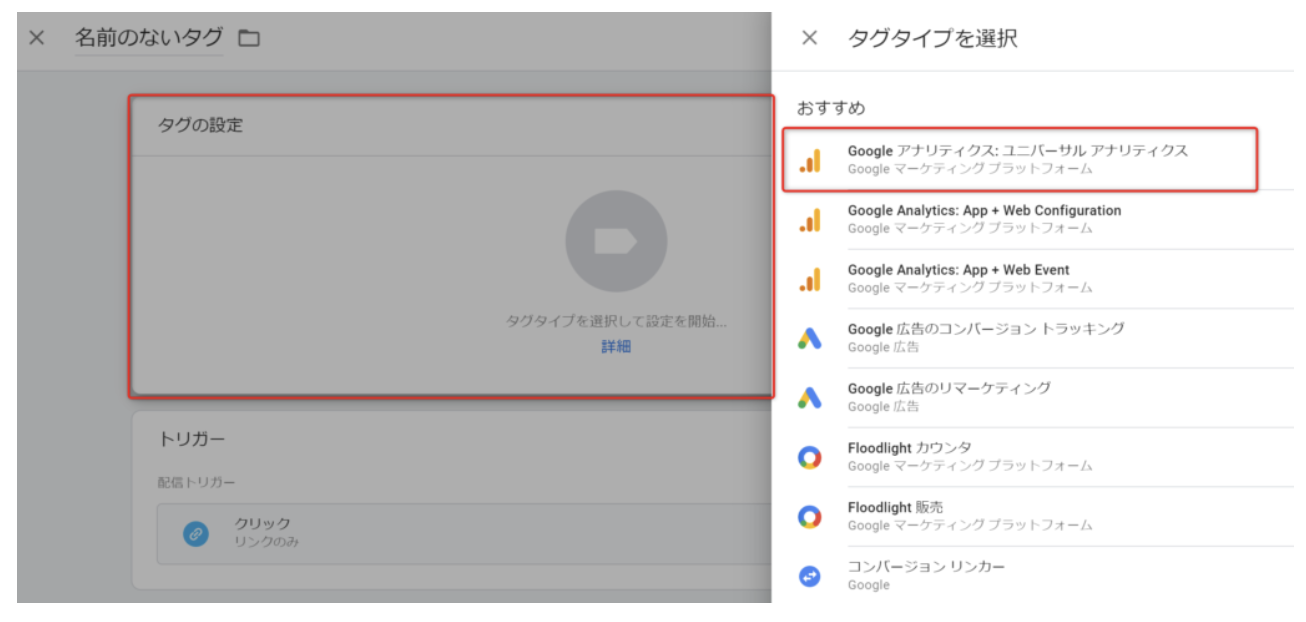 名前のないタグ
タグの設定
タグタイプを選択して設定を開始...
詳細
トリガー
配信トリガー
クリック
リンクのみ
タグタイプを選択
おすすめ
Google アナリティクス: ユニバーサル アナリティクス
Google マーケティング プラットフォーム
Google Analytics: App + Web Configuration
Google マーケティング プラットフォーム
Google Analytics: App + Web Event
Google マーケティング プラットフォーム
Google 広告のコンバージョン トラッキング
Google 広告
Google 広告のリマーケティング
Google 広告
Floodlight カウンタ
Google マーケティング プラットフォーム
Floodlight 販売
Google マーケティング プラットフォーム
コンバージョン リンカー
Google